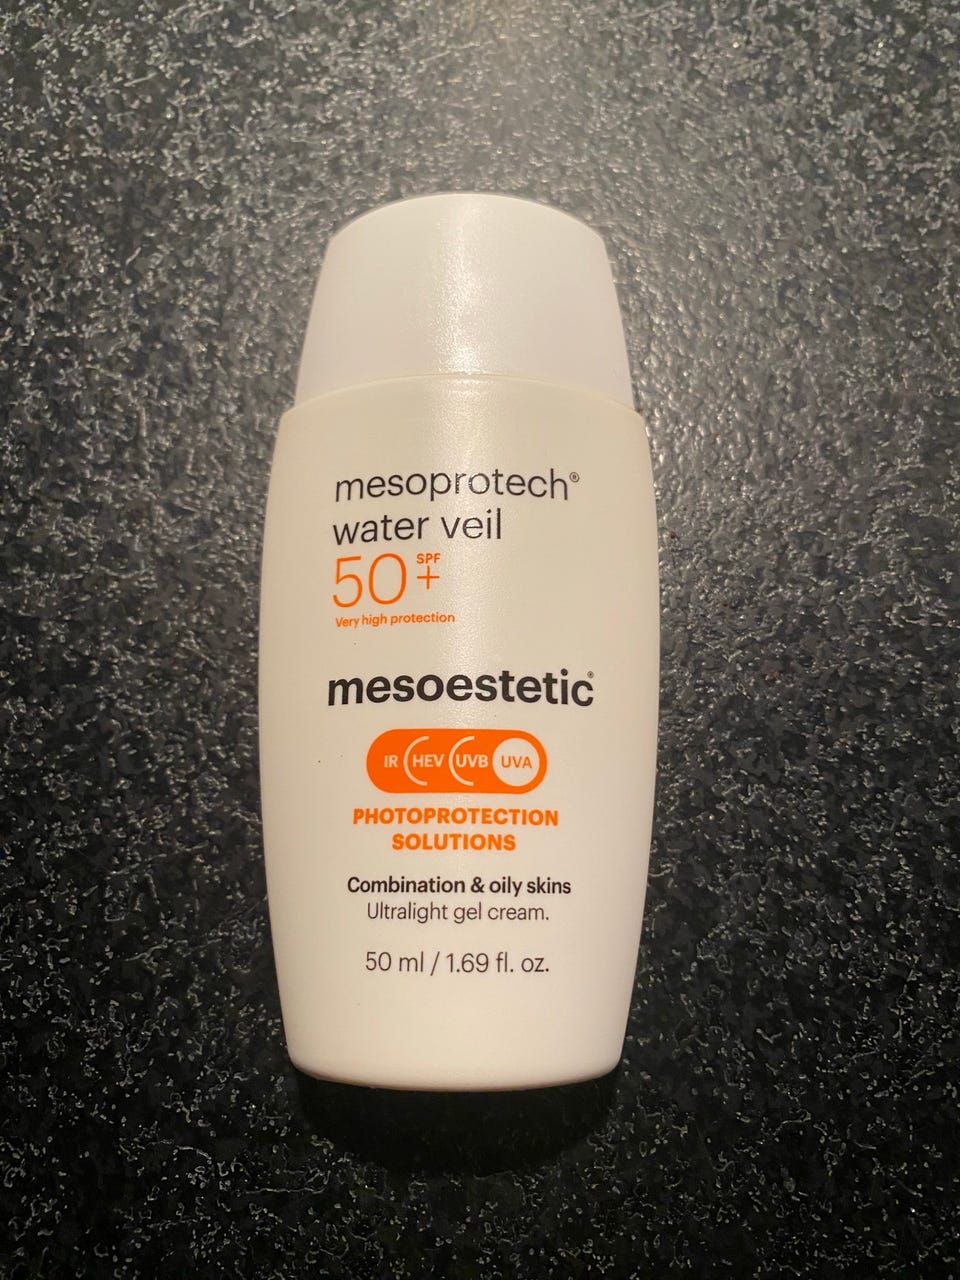 mesoprotech®
water veil
50+ SPF
Very high protection
mesoestetic®
IR HEV UVB UVA
PHOTOPROTECTION
SOLUTIONS
Combination & oily skins
Ultralight gel cream.
50 ml / 1.69 fl. oz.